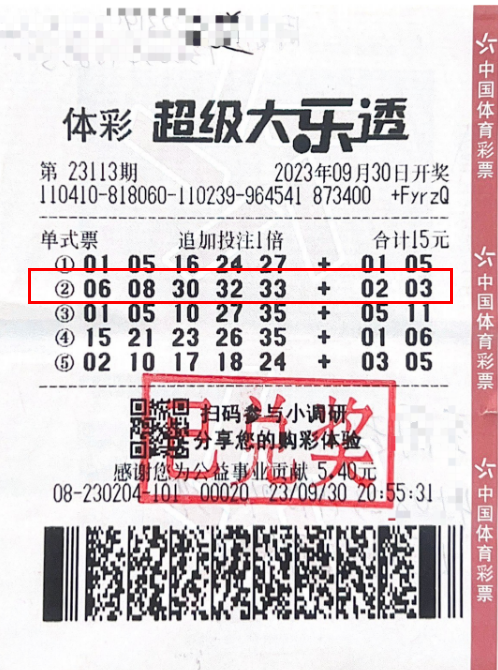 体彩 超级大乐透
第 23113期 2023年09月30日开奖
110410-818060-110239-964541 873400 +FyrzQ
单式票 追加投注1倍 合计15元
① 01 05 16 24 27 + 01 05
② 06 08 30 32 33 + 02 03
③ 01 05 10 27 35 + 05 11
④ 15 21 23 26 35 + 01 06
⑤ 02 10 17 18 24 + 03 05
已兑奖
扫码参与小调研
分享您的购彩体验
感谢您为公益事业贡献 5.40元
08-230204-101 00020 23/09/30 20:55:31
中国体育彩票
中国体育彩票
中国体育彩票